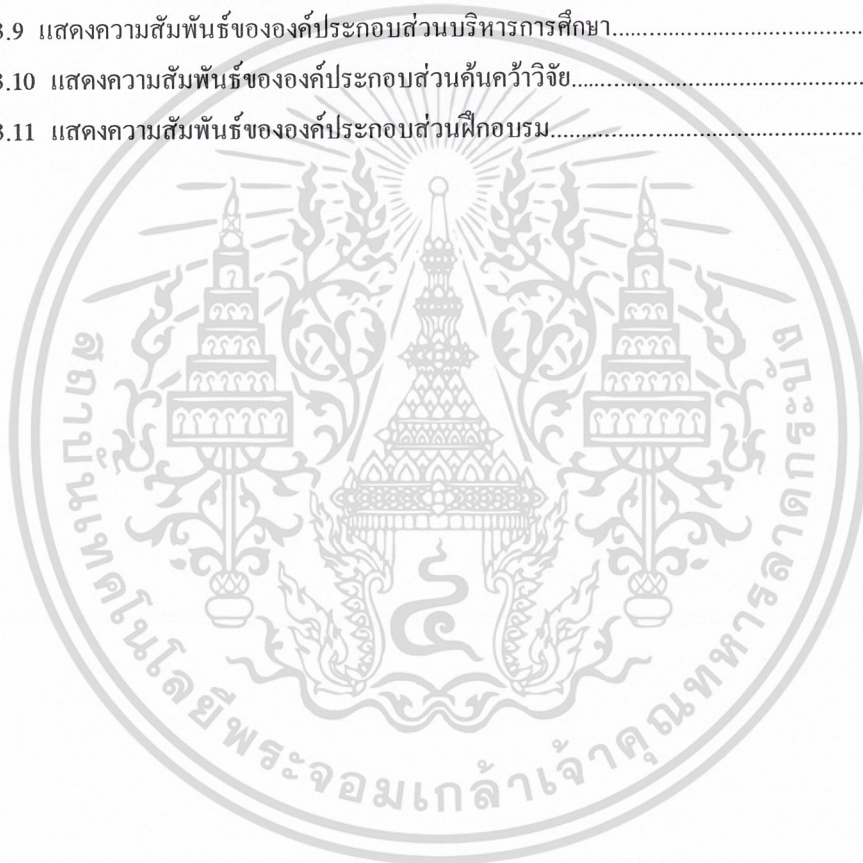 3.9 แสดงความสัมพันธ์ขององค์ประกอบส่วนบริหารการศึกษา................................
3.10 แสดงความสัมพันธ์ขององค์ประกอบส่วนค้นคว้าวิจัย................................
3.11 แสดงความสัมพันธ์ขององค์ประกอบส่วนฝึกอบรม................................
สถาบันเทคโนโลยีพระจอมเกล้าเจ้าคุณทหารลาดกระบัง